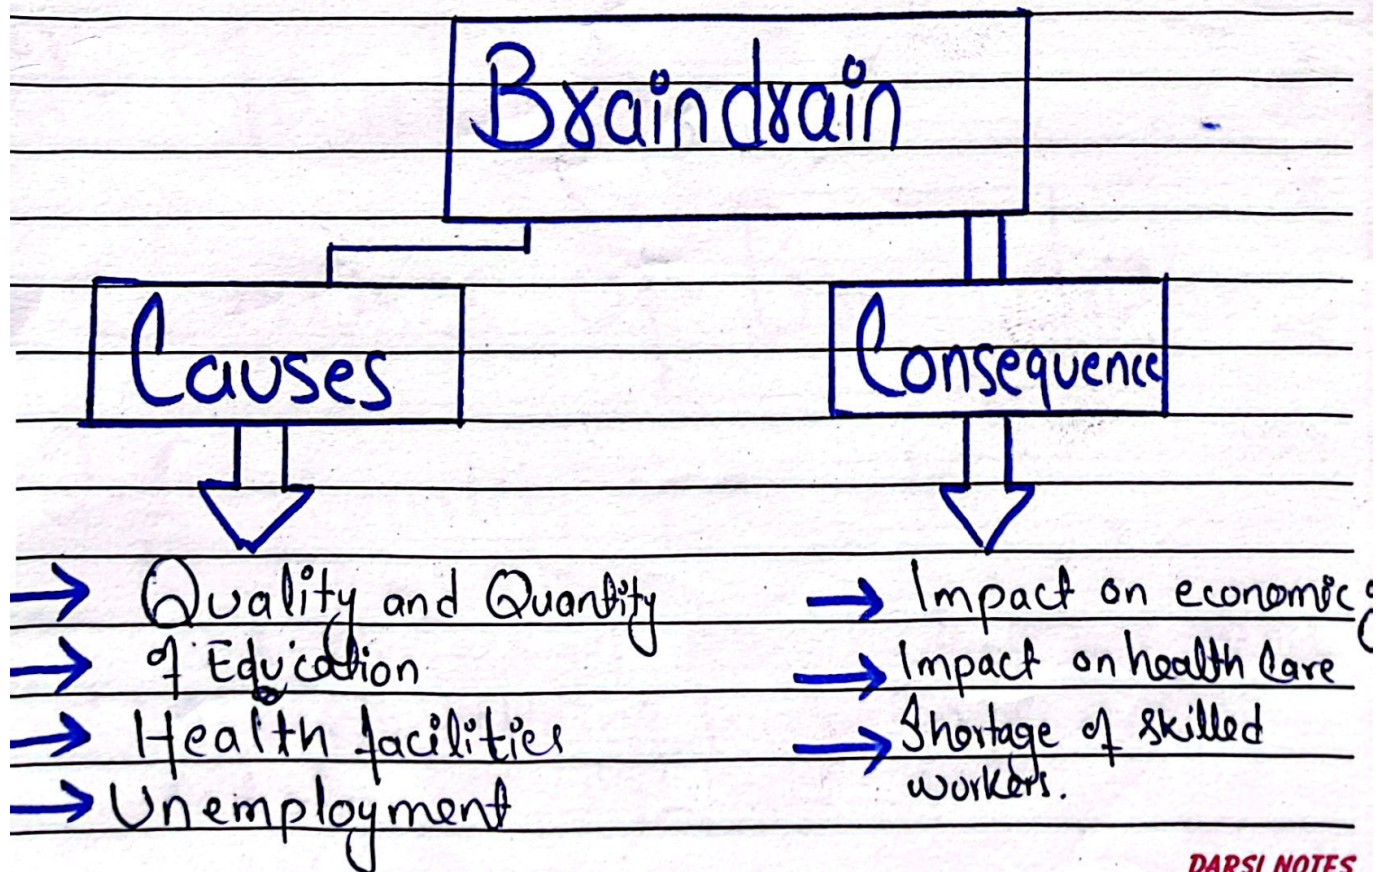 Braindrain
Causes
Consequence
→ Quality and Quantity
→ of Education
→ Health facilities
→ Unemployment
→ Impact on economic
→ Impact on health Care
→ Shortage of skilled
workers.
DARSI NOTES